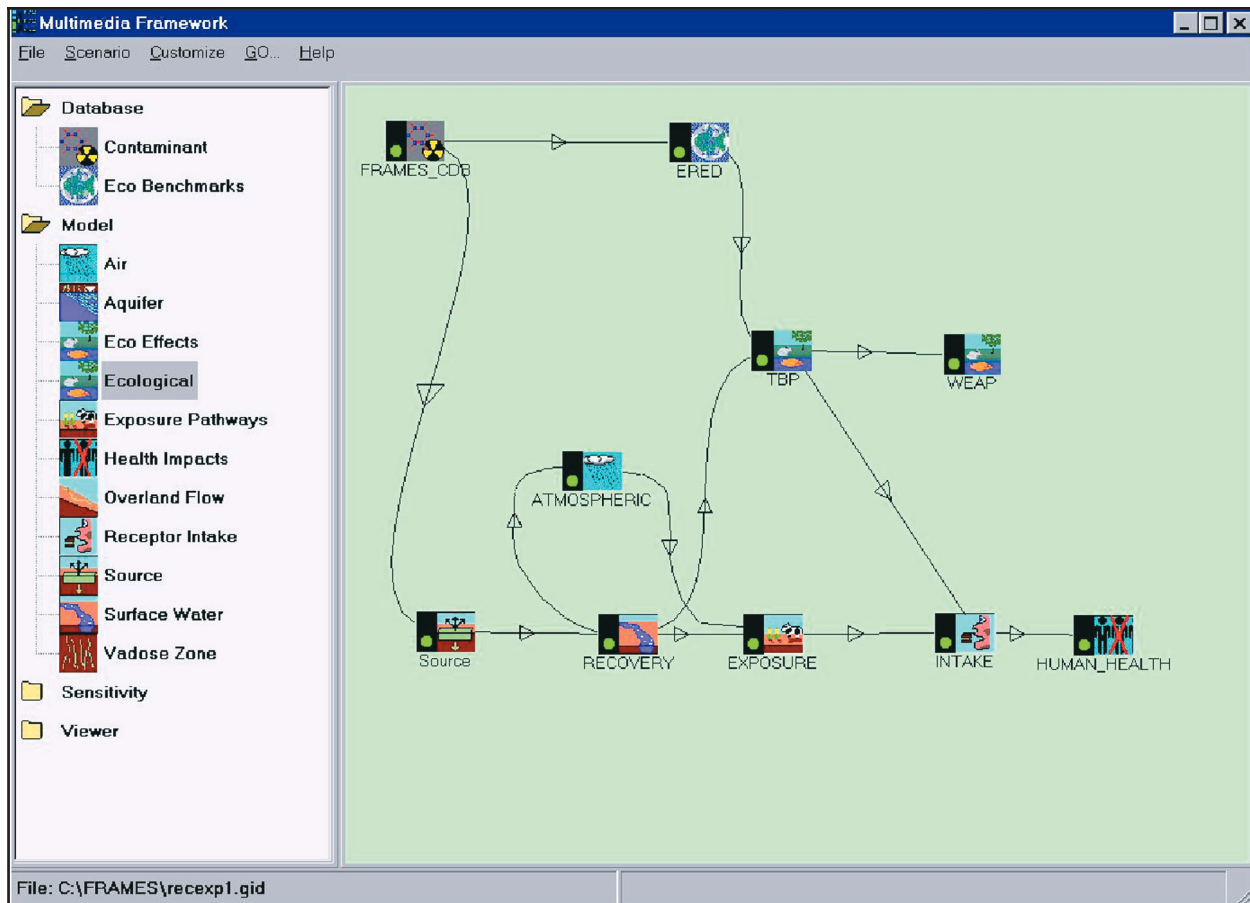 Multimedia Framework
File Scenario Customize GO... Help
Database
Contaminant
Eco Benchmarks
Model
Air
Aquifer
Eco Effects
Ecological
Exposure Pathways
Health Impacts
Overland Flow
Receptor Intake
Source
Surface Water
Vadose Zone
Sensitivity
Viewer
FRAMES_CDB
ERED
TBP
WEAP
ATMOSPHERIC
Source
RECOVERY
EXPOSURE
INTAKE
HUMAN_HEALTH
File: C:\FRAMES\recexp1.gid